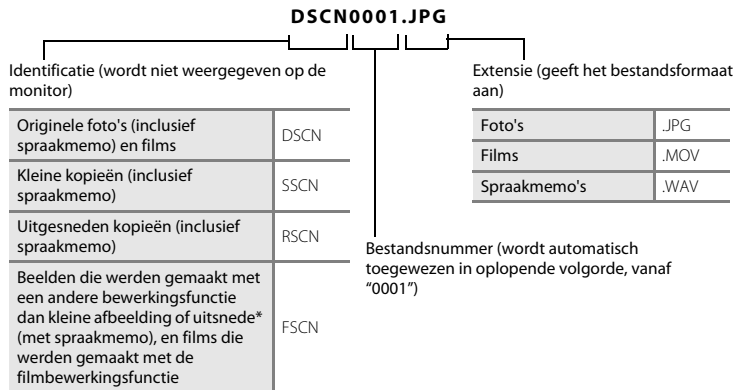 DSCN0001.JPG
Identificatie (wordt niet weergegeven op de
monitor)
Originele foto's (inclusief
spraakmemo) en films
DSCN
Kleine kopieën (inclusief
spraakmemo)
SSCN
Uitgesneden kopieën (inclusief
spraakmemo)
RSCN
Beelden die werden gemaakt met
een andere bewerkingsfunctie
dan kleine afbeelding of uitsnede*
(met spraakmemo), en films die
werden gemaakt met de
filmbewerkingsfunctie
FSCN
Bestandsnummer (wordt automatisch
toegewezen in oplopende volgorde, vanaf
“0001”)
Extensie (geeft het bestandsformaat
aan)
Foto's .JPG
Films .MOV
Spraakmemo's .WAV